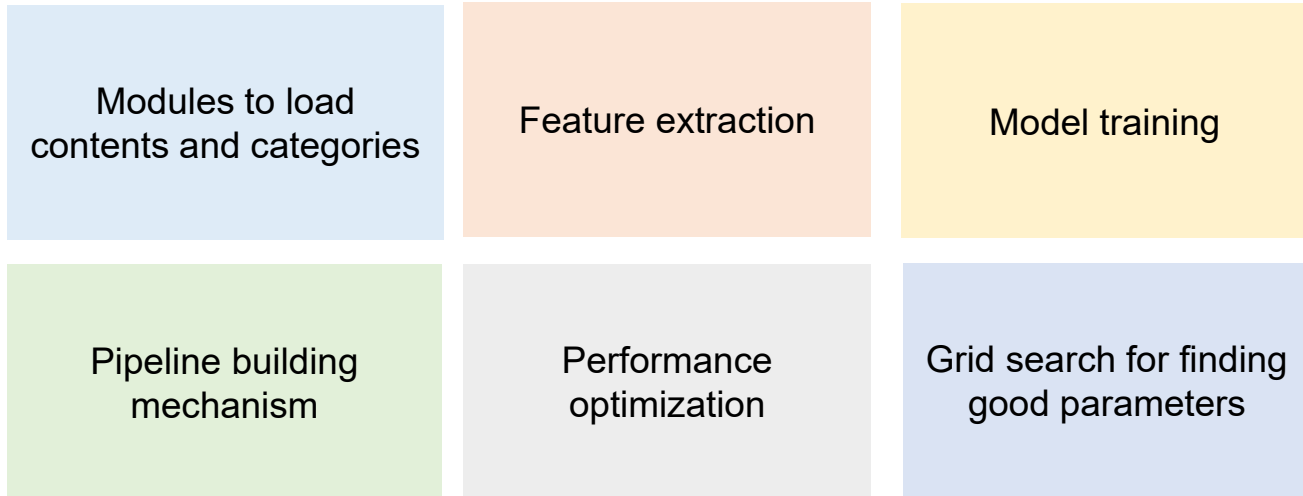 Modules to load
contents and categories
Feature extraction
Model training
Pipeline building
mechanism
Performance
optimization
Grid search for finding
good parameters